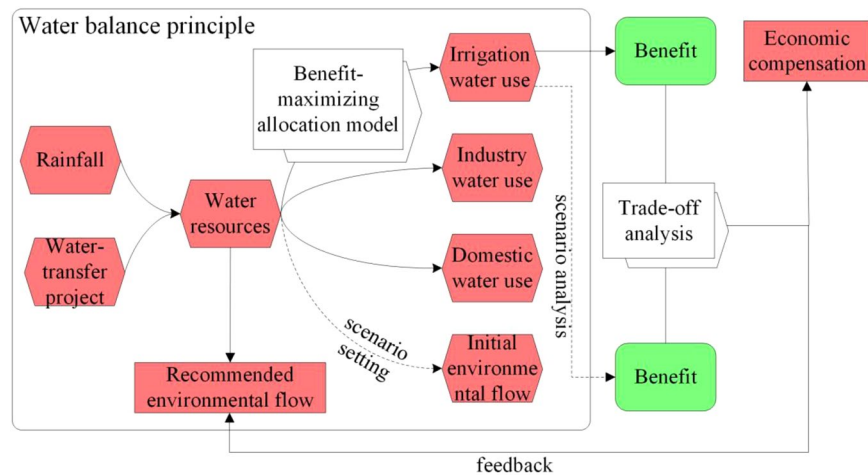 Water balance principle
Benefit-
maximizing
allocation model
Irrigation
water use
Benefit
Economic
compensation
Rainfall
Industry
water use
Water
resources
Trade-off
analysis
scenario analysis
Water-
transfer
project
Domestic
water use
scenario
setting
Initial
environme
ntal flow
Recommended
environmental flow
Benefit
feedback